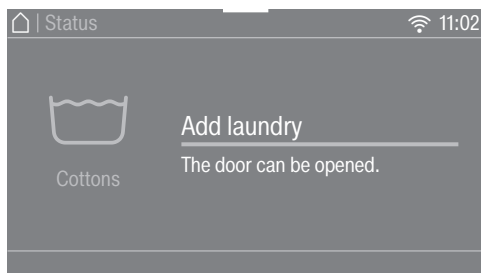 | Status 11:02
Add laundry
The door can be opened.
Cottons